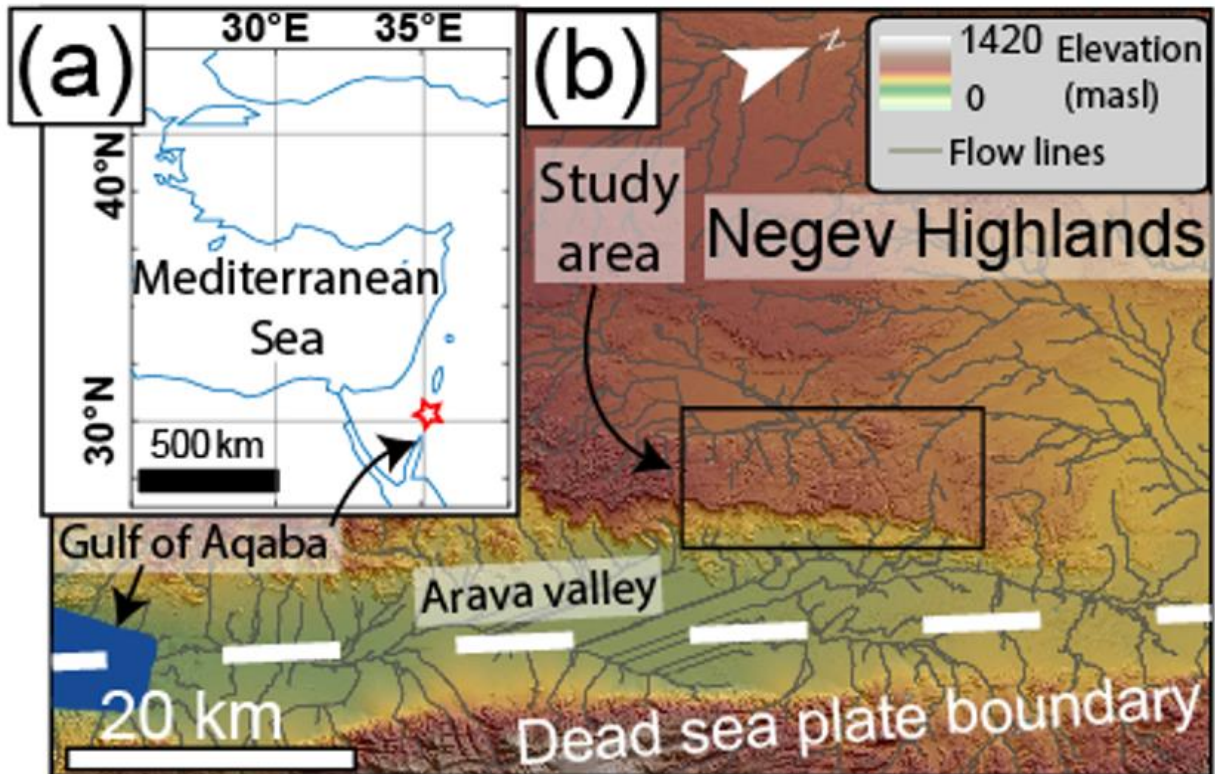 (a)
30°E
35°E
40°N
30°N
Mediterranean
Sea
500 km
Gulf of Aqaba
(b)
N
1420
0
Elevation
(masl)
Flow lines
Study
area
Negev Highlands
Arava valley
20 km
Dead sea plate boundary